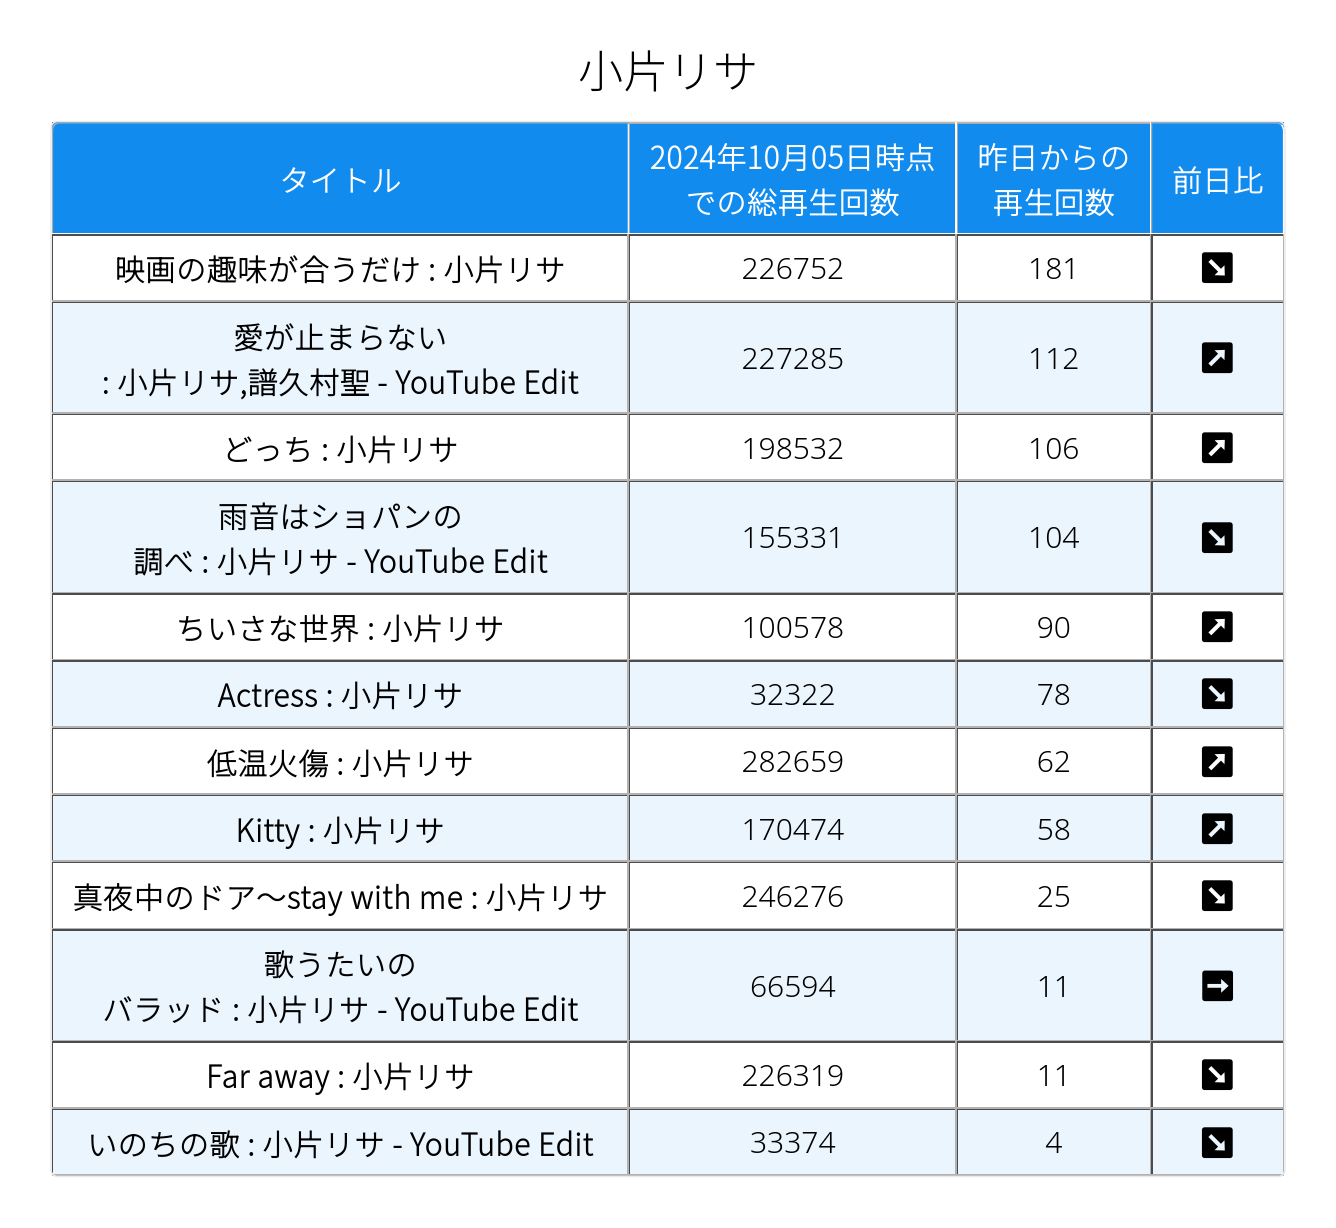 小片リサ
タイトル
2024年10月05日時点
での総再生回数
昨日からの
再生回数
前日比
映画の趣味が合うだけ : 小片リサ
226752
181
愛が止まらない
: 小片リサ,譜久村聖 - YouTube Edit
227285
112
どっち : 小片リサ
198532
106
雨音はショパンの
調べ : 小片リサ - YouTube Edit
155331
104
ちいさな世界 : 小片リサ
100578
90
Actress : 小片リサ
32322
78
低温火傷 : 小片リサ
282659
62
Kitty : 小片リサ
170474
58
真夜中のドア〜stay with me : 小片リサ
246276
25
歌うたいの
バラッド : 小片リサ - YouTube Edit
66594
11
Far away : 小片リサ
226319
11
いのちの歌 : 小片リサ - YouTube Edit
33374
4